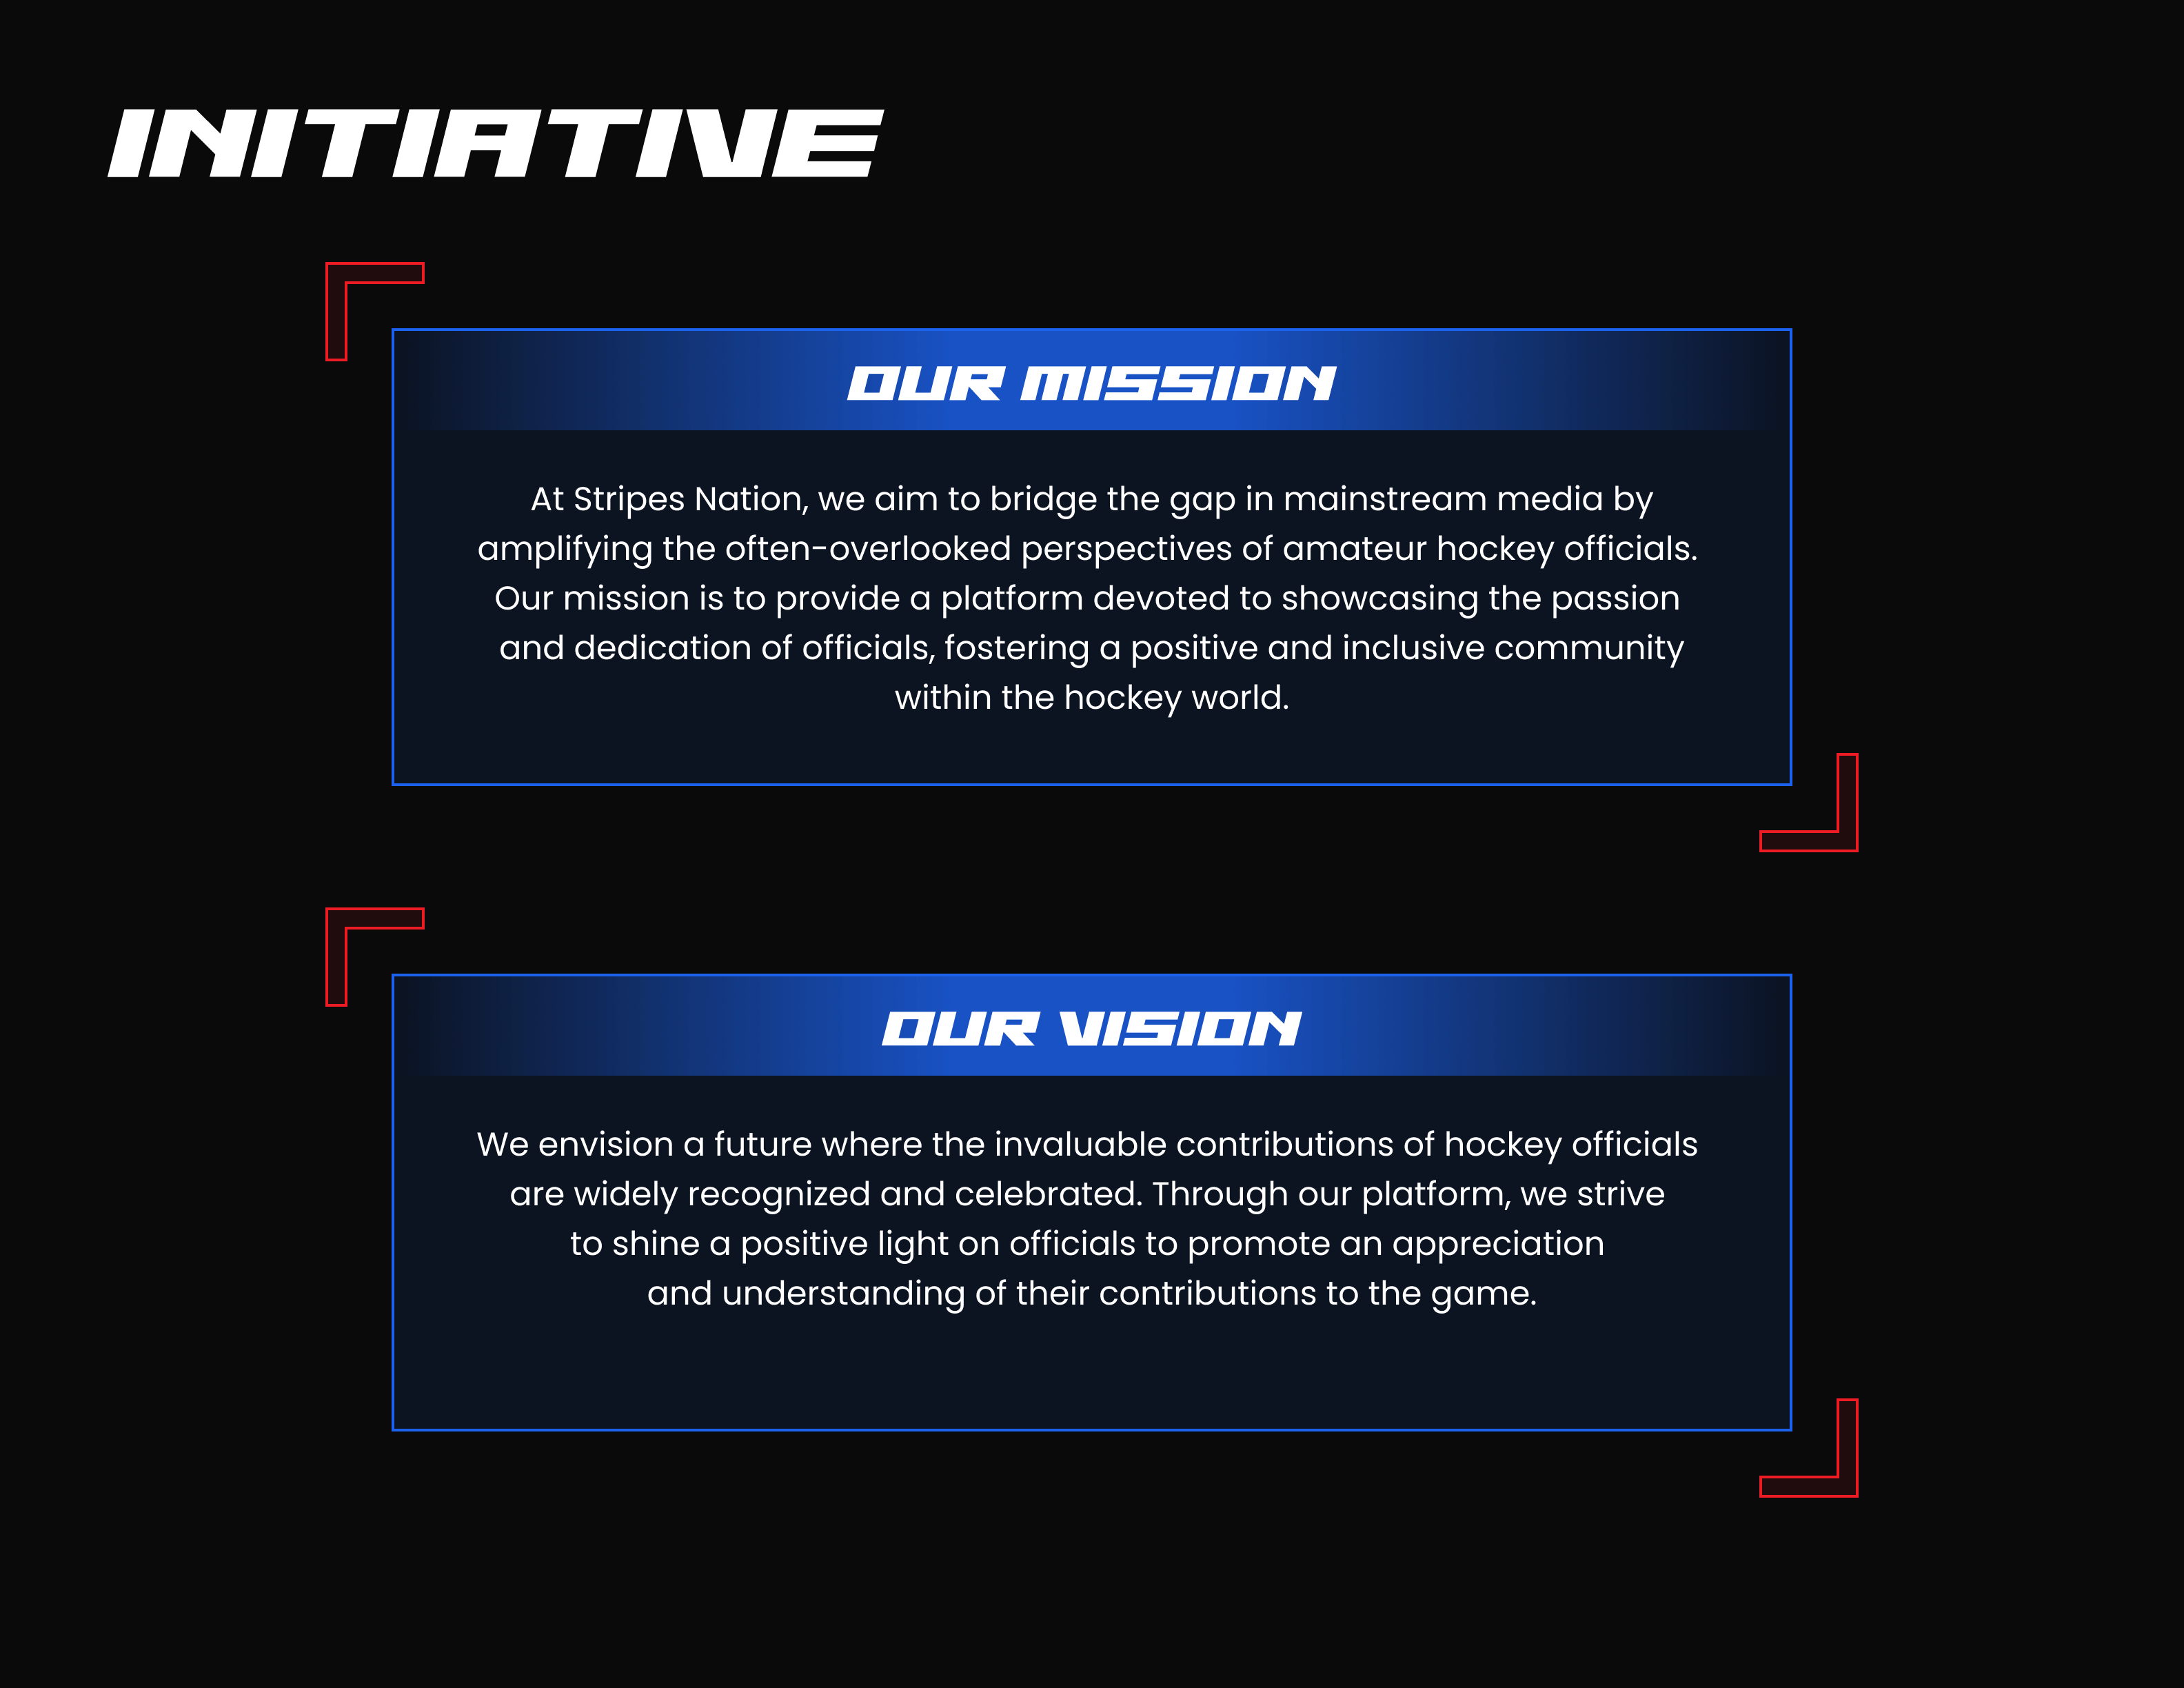 INITIATIVE
OUR MISSION
At Stripes Nation, we aim to bridge the gap in mainstream media by
amplifying the often-overlooked perspectives of amateur hockey officials.
Our mission is to provide a platform devoted to showcasing the passion
and dedication of officials, fostering a positive and inclusive community
within the hockey world.
OUR VISION
We envision a future where the invaluable contributions of hockey officials
are widely recognized and celebrated. Through our platform, we strive
to shine a positive light on officials to promote an appreciation
and understanding of their contributions to the game.